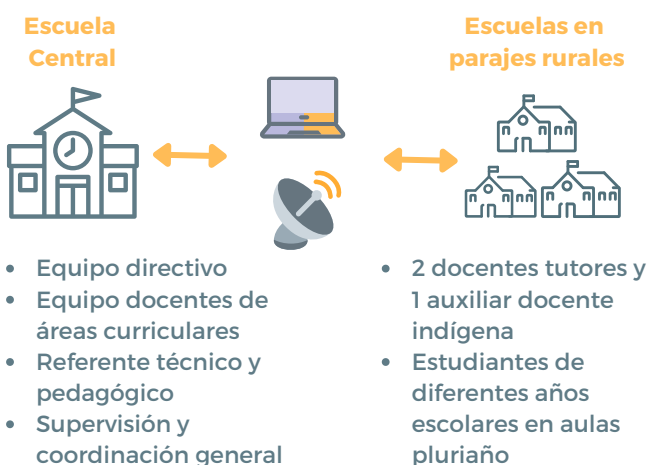 Escuela
Central
Escuelas en
parajes rurales
• Equipo directivo
• Equipo docentes de
áreas curriculares
• Referente técnico y
pedagógico
• Supervisión y
coordinación general
• 2 docentes tutores y
1 auxiliar docente
indígena
• Estudiantes de
diferentes años
escolares en aulas
pluriaño